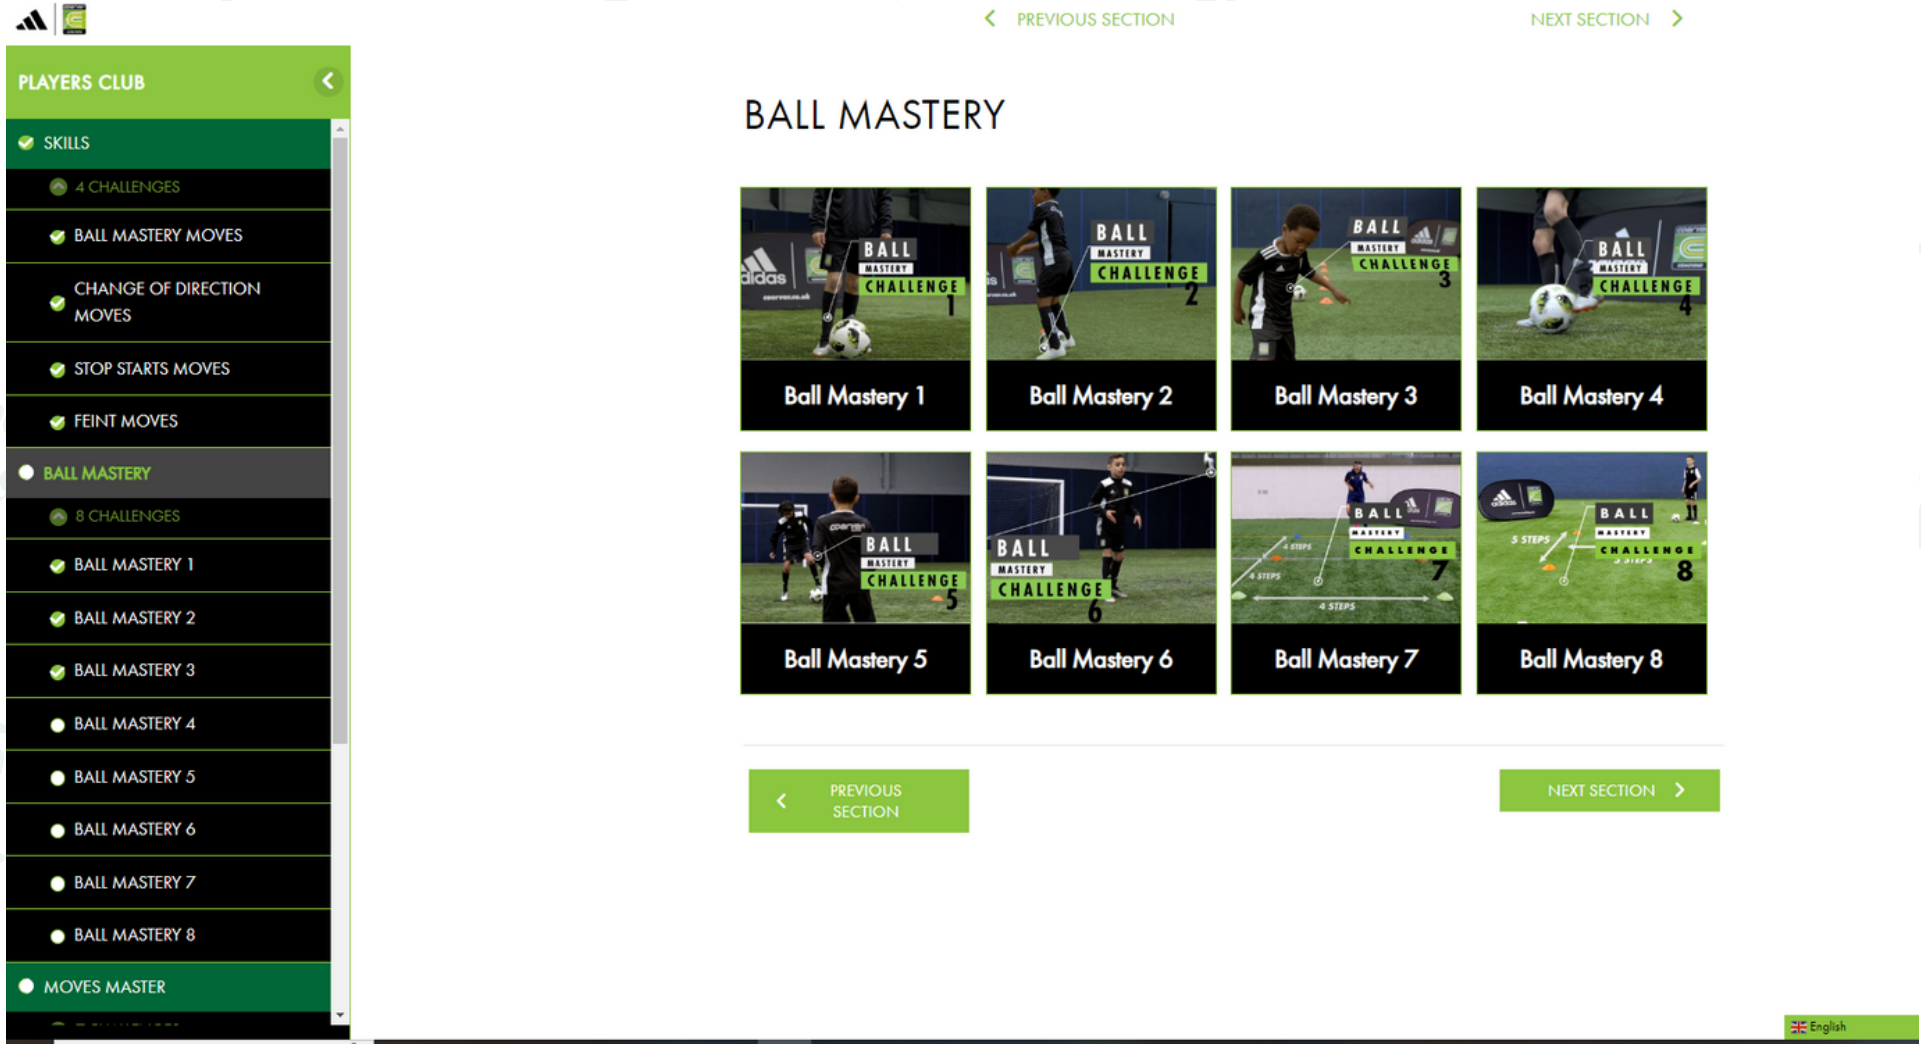 PREVIOUS SECTION
NEXT SECTION
PLAYERS CLUB
SKILLS
4 CHALLENGES
BALL MASTERY MOVES
CHANGE OF DIRECTION
MOVES
STOP STARTS MOVES
FEINT MOVES
BALL MASTERY
8 CHALLENGES
BALL MASTERY 1
BALL MASTERY 2
BALL MASTERY 3
BALL MASTERY 4
BALL MASTERY 5
BALL MASTERY 6
BALL MASTERY 7
BALL MASTERY 8
MOVES MASTER
BALL MASTERY
adidas
BALL
MASTERY
CHALLENGE
1
Ball Mastery 1
BALL
MASTERY
CHALLENGE
2
Ball Mastery 2
BALL
MASTERY
CHALLENGE
3
Ball Mastery 3
BALL
MASTERY
CHALLENGE
4
Ball Mastery 4
BALL
MASTERY
CHALLENGE
5
Ball Mastery 5
BALL
MASTERY
CHALLENGE
6
Ball Mastery 6
BALL
MASTERY
CHALLENGE
7
4 STEPS
4 STEPS
4 STEPS
Ball Mastery 7
adidas
BALL
MASTERY
CHALLENGE
8
5 STEPS
Ball Mastery 8
PREVIOUS
SECTION
NEXT SECTION
English